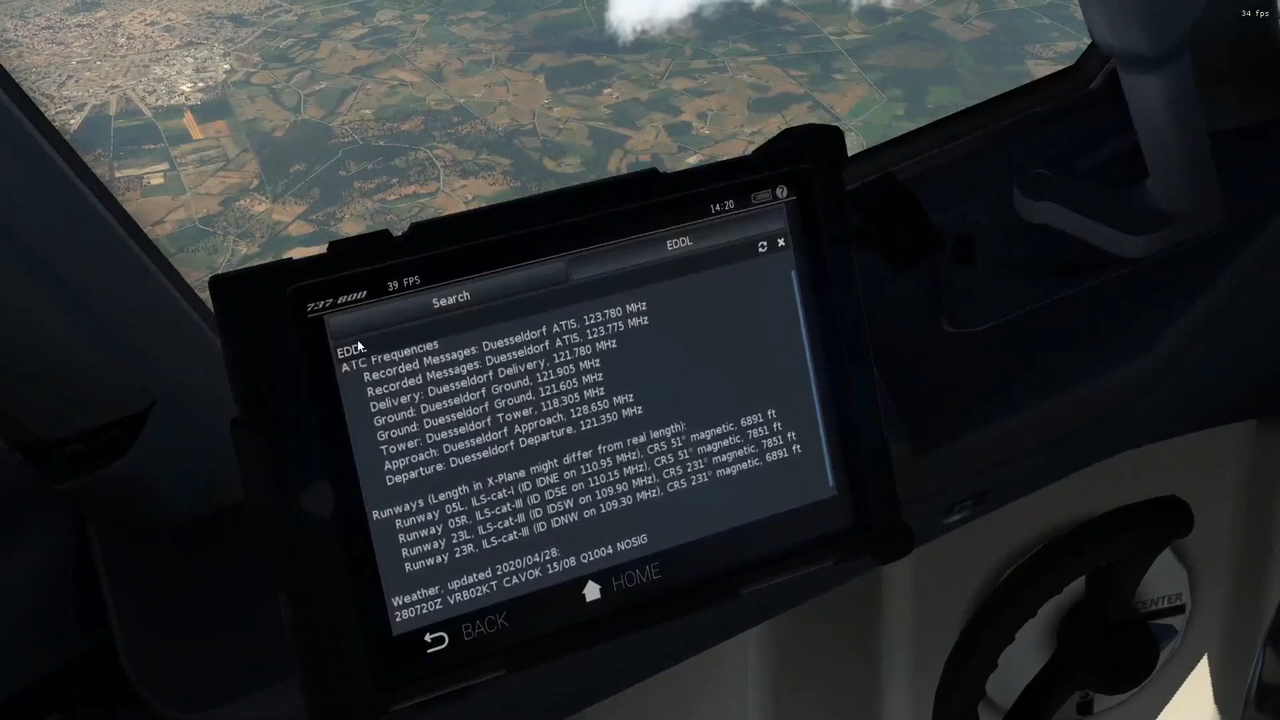 34 fps
14:20
737-800
39 FPS
Search
EDDL
EDDL
ATC Frequencies
Recorded Messages: Duesseldorf ATIS, 123.780 MHz
Recorded Messages: Duesseldorf ATIS, 123.775 MHz
Delivery: Duesseldorf Delivery, 121.780 MHz
Ground: Duesseldorf Ground, 121.905 MHz
Ground: Duesseldorf Ground, 121.605 MHz
Tower: Duesseldorf Tower, 118.305 MHz
Approach: Duesseldorf Approach, 128.650 MHz
Departure: Duesseldorf Departure, 121.350 MHz
Runways (Length in X-Plane might differ from real length):
Runway 05L, ILS-cat-I (ID IDNE on 110.95 MHz), CRS 51° magnetic, 6891 ft
Runway 05R, ILS-cat-III (ID IDSE on 110.15 MHz), CRS 51° magnetic, 7851 ft
Runway 23L, ILS-cat-III (ID IDSW on 109.90 MHz), CRS 231° magnetic, 7851 ft
Runway 23R, ILS-cat-III (ID IDNW on 109.30 MHz), CRS 231° magnetic, 6891 ft
Weather, updated 2020/04/28:
280720Z VRB02KT CAVOK 15/08 Q1004 NOSIG
BACK
HOME
CENTER